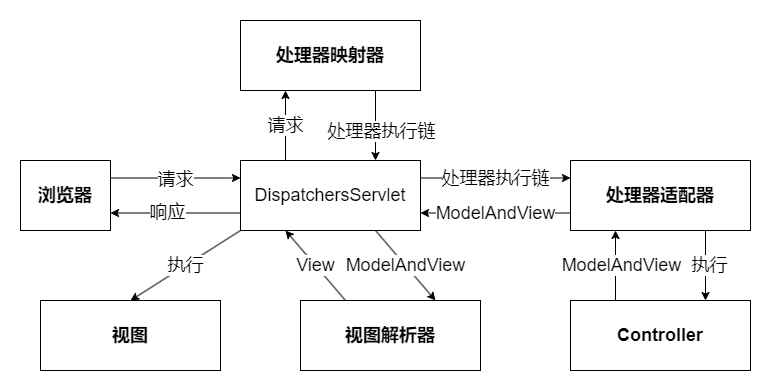 处理器映射器
请求
处理器执行链
浏览器
请求
响应
DispatchersServlet
处理器执行链
ModelAndView
处理器适配器
执行
View
ModelAndView
ModelAndView
执行
视图
视图解析器
Controller